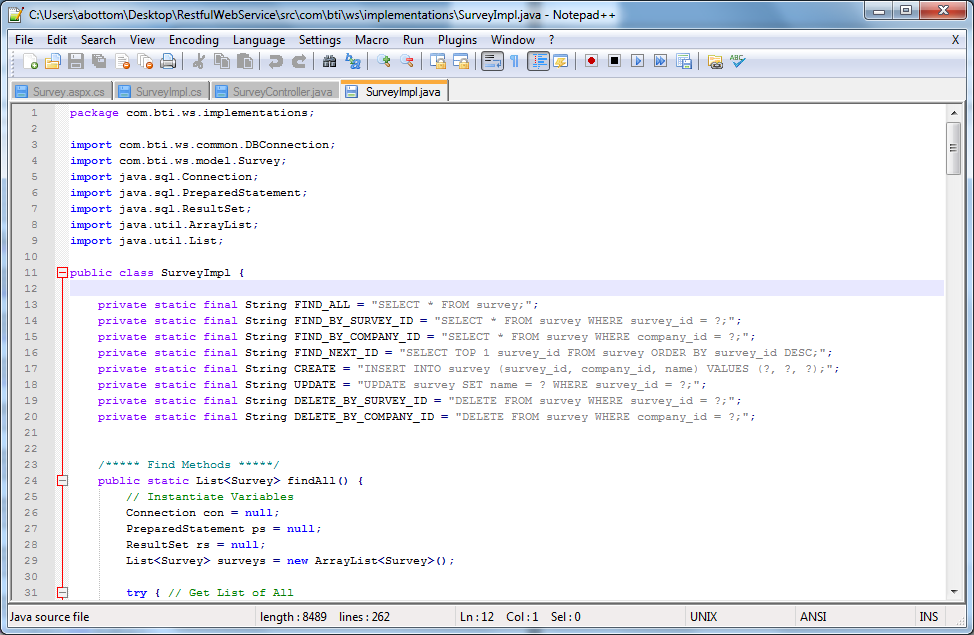 C:\Users\abottom\Desktop\RestfulWebService\src\com\bti\ws\implementations\SurveyImpl.java - Notepad++
File Edit Search View Encoding Language Settings Macro Run Plugins Window ? X
ABC
Survey.aspx.cs SurveyImpl.cs SurveyController.java SurveyImpl.java
1 package com.bti.ws.implementations;
2
3 import com.bti.ws.common.DBConnection;
4 import com.bti.ws.model.Survey;
5 import java.sql.Connection;
6 import java.sql.PreparedStatement;
7 import java.sql.ResultSet;
8 import java.util.ArrayList;
9 import java.util.List;
10
11 public class SurveyImpl {
12
13 private static final String FIND_ALL = "SELECT * FROM survey;";
14 private static final String FIND_BY_SURVEY_ID = "SELECT * FROM survey WHERE survey_id = ?;";
15 private static final String FIND_BY_COMPANY_ID = "SELECT * FROM survey WHERE company_id = ?;";
16 private static final String FIND_NEXT_ID = "SELECT TOP 1 survey_id FROM survey ORDER BY survey_id DESC;";
17 private static final String CREATE = "INSERT INTO survey (survey_id, company_id, name) VALUES (?, ?, ?);";
18 private static final String UPDATE = "UPDATE survey SET name = ? WHERE survey_id = ?;";
19 private static final String DELETE_BY_SURVEY_ID = "DELETE FROM survey WHERE survey_id = ?;";
20 private static final String DELETE_BY_COMPANY_ID = "DELETE FROM survey WHERE company_id = ?;";
21
22
23 /***** Find Methods *****/
24 public static List<Survey> findAll() {
25 // Instantiate Variables
26 Connection con = null;
27 PreparedStatement ps = null;
28 ResultSet rs = null;
29 List<Survey> surveys = new ArrayList<Survey>();
30
31 try { // Get List of All
Java source file length : 8489 lines : 262 Ln : 12 Col : 1 Sel : 0 UNIX ANSI INS